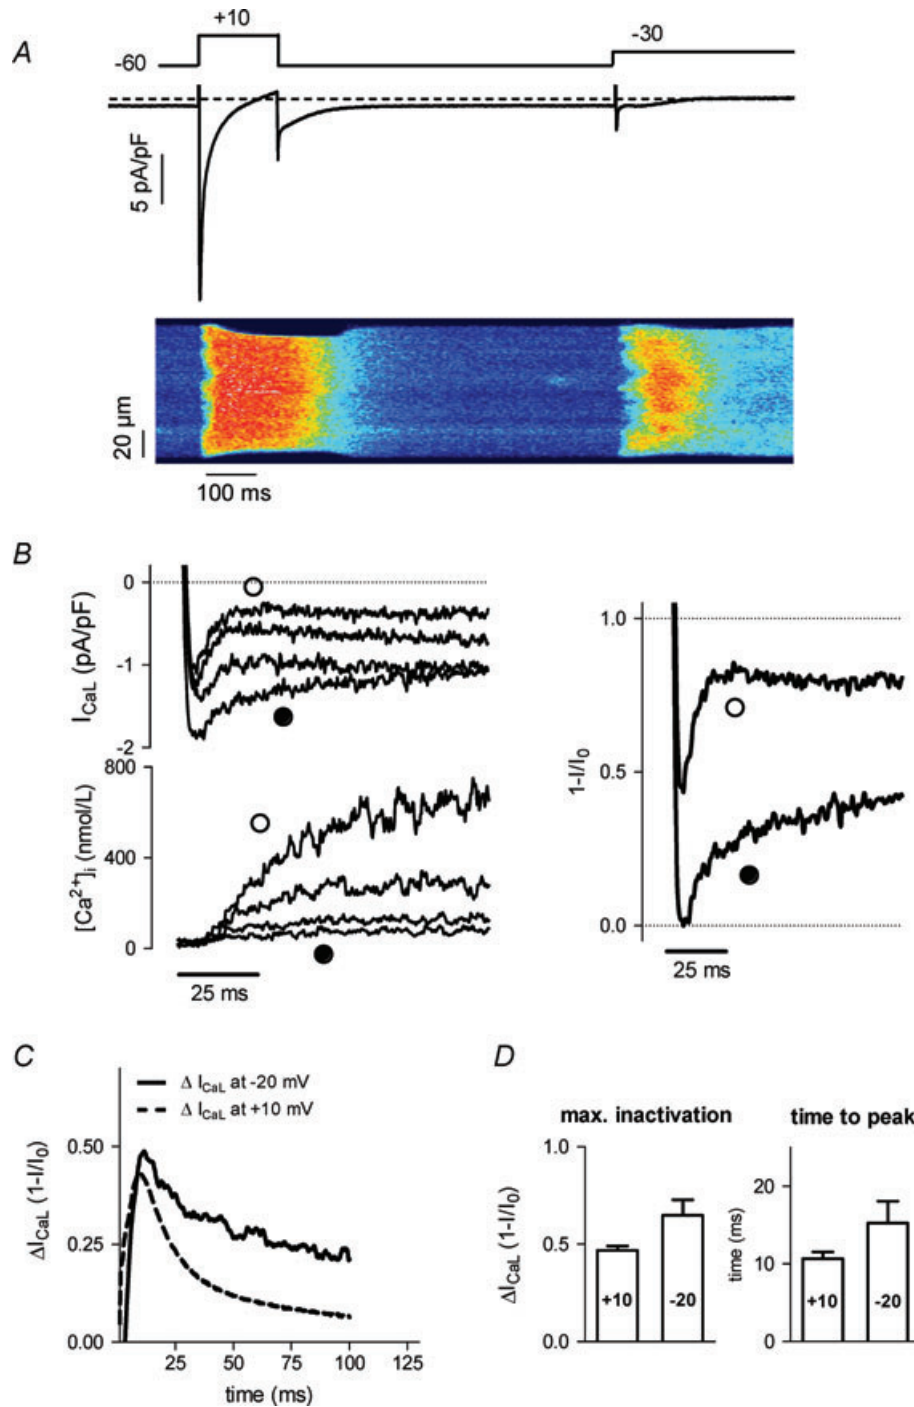 A
+10
-60
-30
5 pA/pF
20 µm
100 ms
B
0
-1
-2
I_CaL (pA/pF)
800
400
0
[Ca²⁺]ᵢ (nmol/L)
25 ms
1.0
0.5
0.0
1-I/I₀
25 ms
C
Δ I_CaL at -20 mV
Δ I_CaL at +10 mV
0.50
0.25
0.00
ΔI_CaL (1-I/I₀)
25 50 75 100 125
time (ms)
D
max. inactivation
1.0
0.5
0.0
ΔI_CaL (1-I/I₀)
+10 -20
time to peak
20
10
0
time (ms)
+10 -20